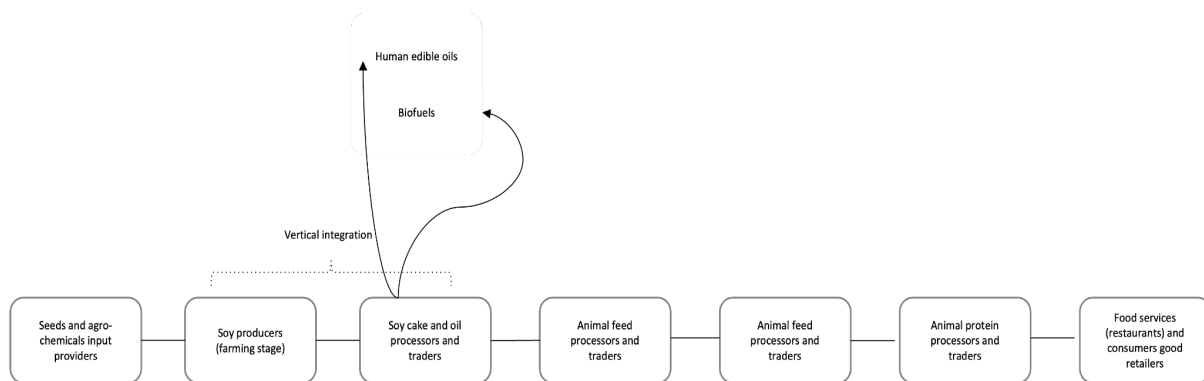 Human edible oils
Biofuels
Vertical integration
Seeds and agro-
chemicals input
providers
Soy producers
(farming stage)
Soy cake and oil
processors and
traders
Animal feed
processors and
traders
Animal feed
processors and
traders
Animal protein
processors and
traders
Food services
(restaurants) and
consumers good
retailers